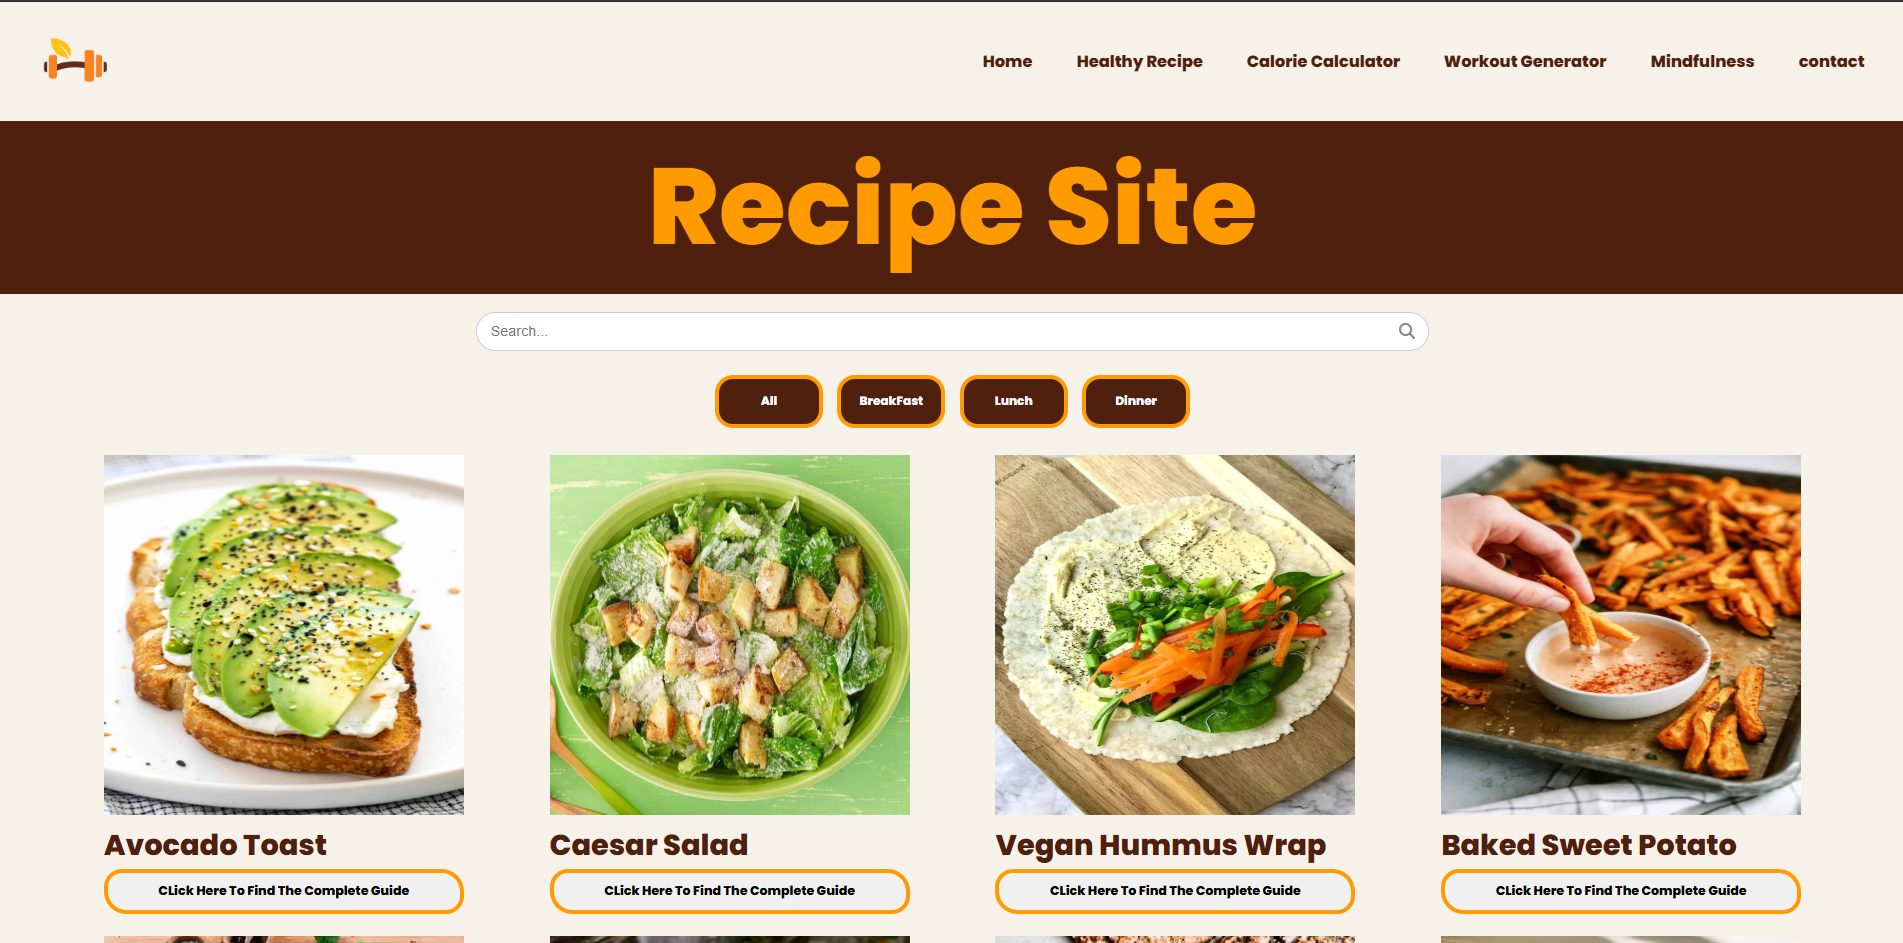 Home Healthy Recipe Calorie Calculator Workout Generator Mindfulness contact
Recipe Site
Search...
All BreakFast Lunch Dinner
Avocado Toast Caesar Salad Vegan Hummus Wrap Baked Sweet Potato
CLick Here To Find The Complete Guide CLick Here To Find The Complete Guide CLick Here To Find The Complete Guide CLick Here To Find The Complete Guide